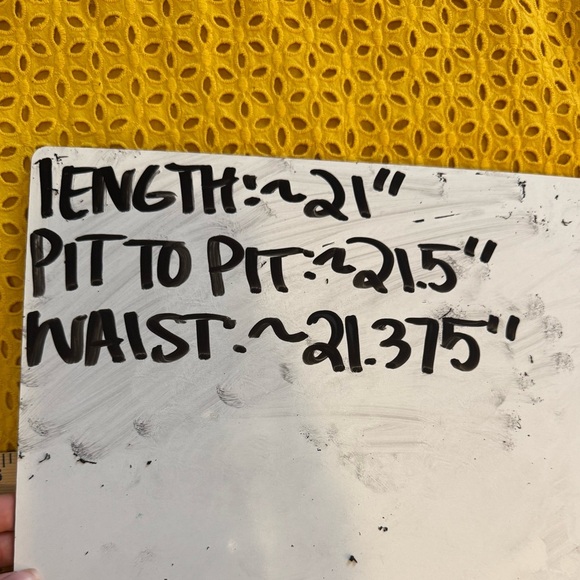 LENGTH:~21"
PIT TO PIT:~21.5"
WAIST:~21.375"